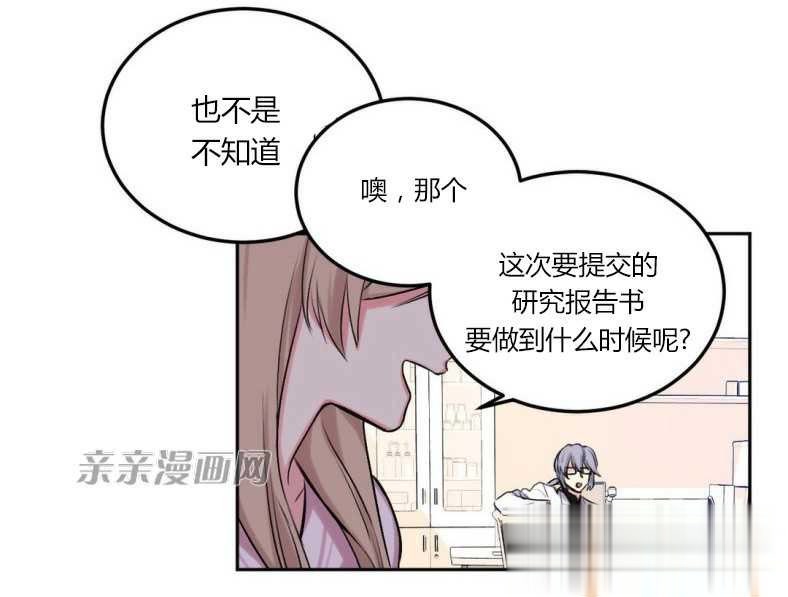 也不是
不知道
噢，那个
这次要提交的
研究报告书
要做到什么时候呢?
亲亲漫画网